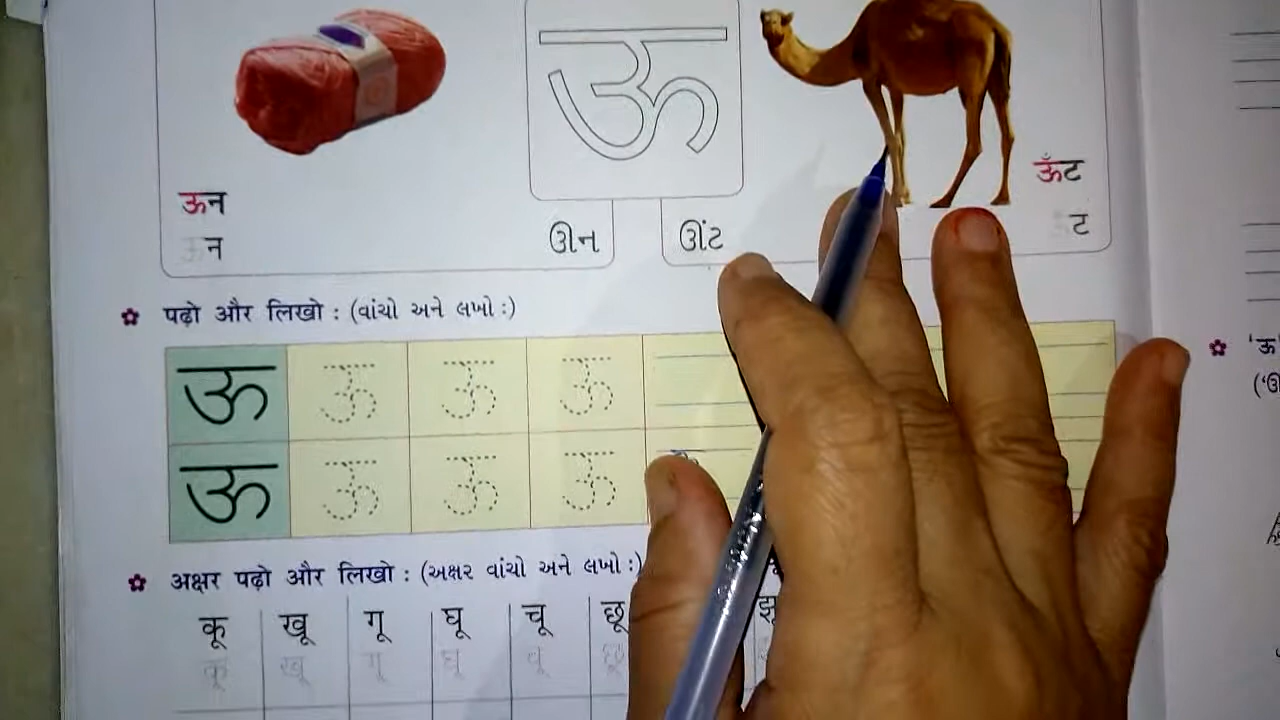 ऊ
ऊन
न
ઊન
ઊંટ
ऊँट
ट
पढ़ो और लिखो : (વાંચો અને લખો :)
ऊ ऊ ऊ ऊ
ऊ ऊ ऊ ऊ
अक्षर पढ़ो और लिखो : (અક્ષર વાંચો અને લખો :)
कू खू गू घू चू छू झू
कू खू गू घू चू छू
'ऊ